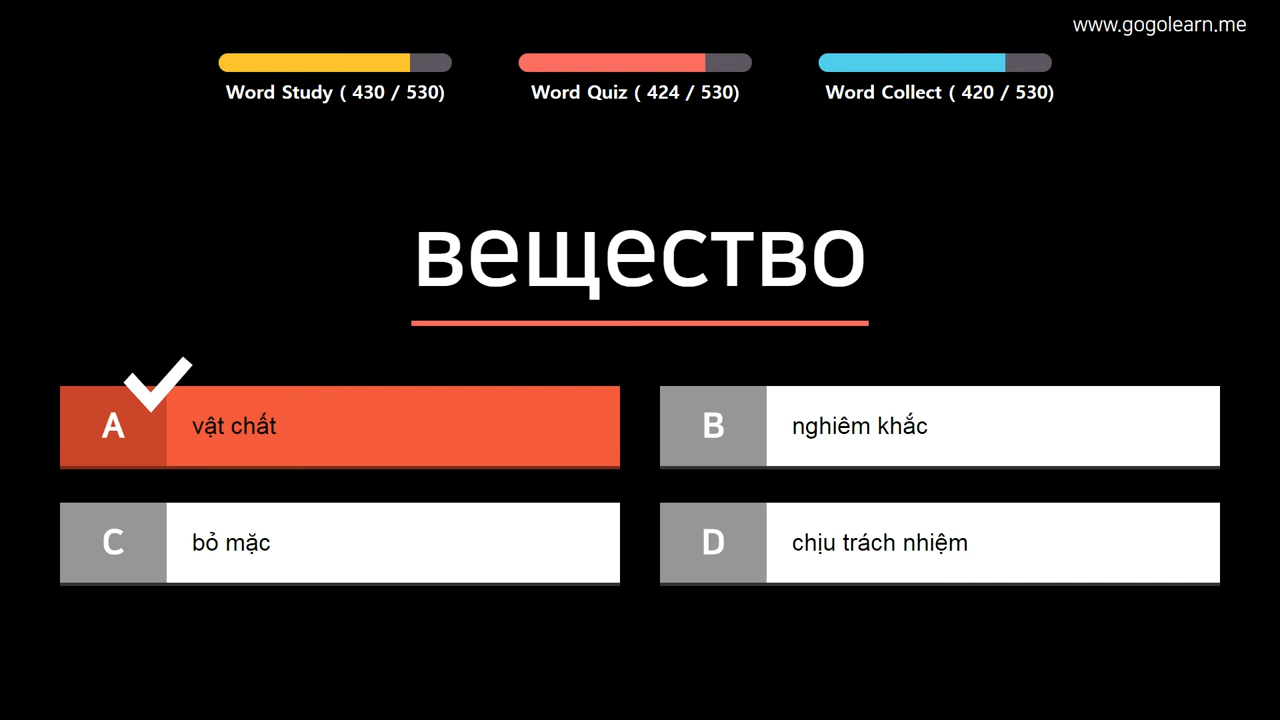 www.gogolearn.me
Word Study ( 430 / 530)
Word Quiz ( 424 / 530)
Word Collect ( 420 / 530)
вещество
A
vật chất
B
nghiêm khắc
C
bỏ mặc
D
chịu trách nhiệm